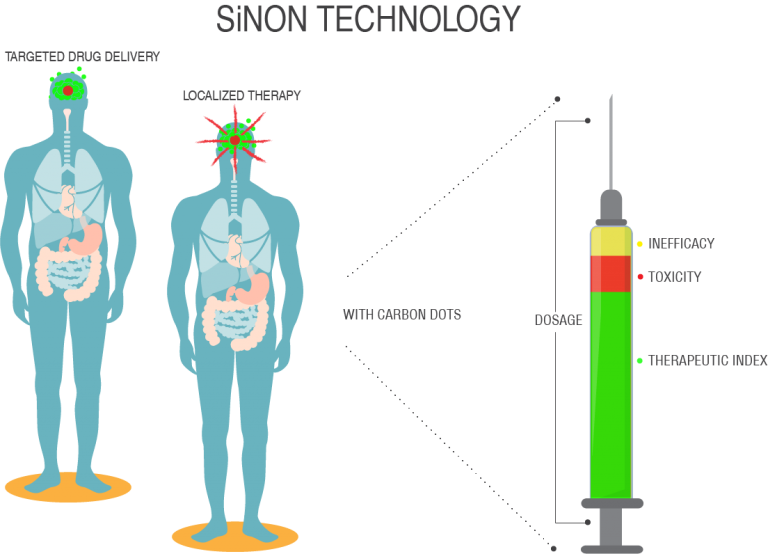 SiNON TECHNOLOGY
TARGETED DRUG DELIVERY
LOCALIZED THERAPY
INEFFICACY
TOXICITY
WITH CARBON DOTS
DOSAGE
THERAPEUTIC INDEX